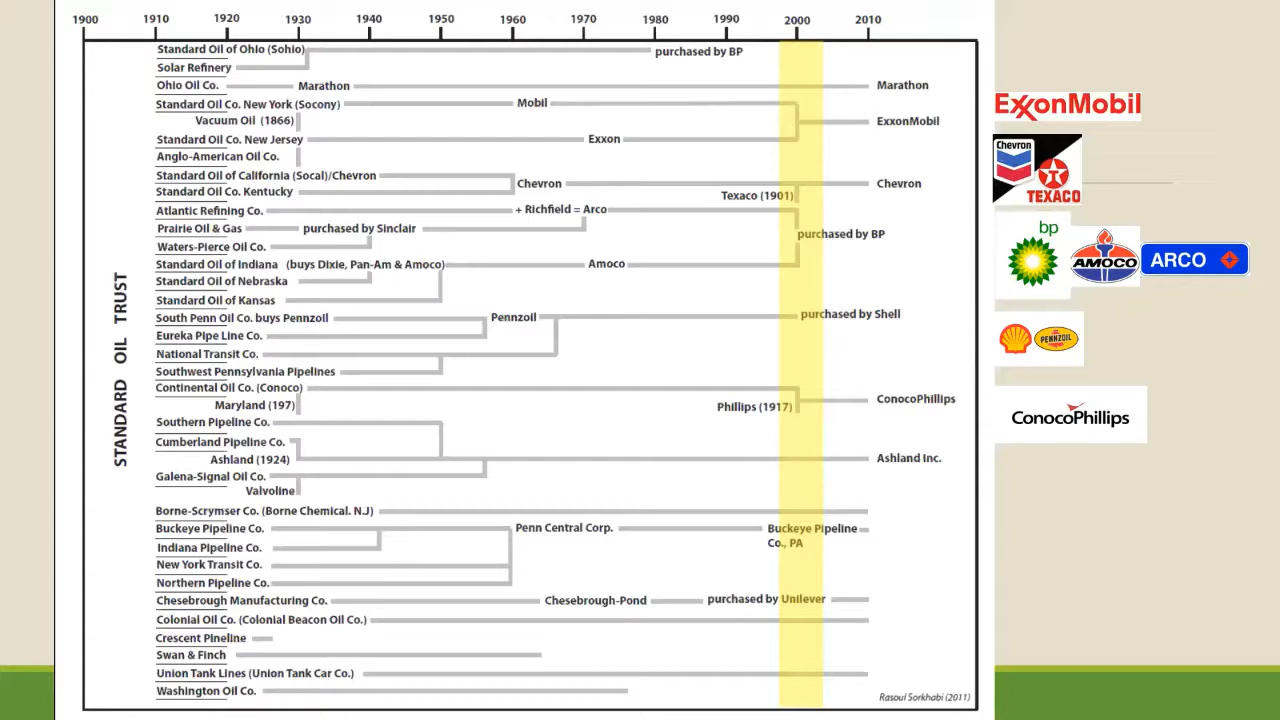 1900 1910 1920 1930 1940 1950 1960 1970 1980 1990 2000 2010
Standard Oil of Ohio (Sohio) purchased by BP
Solar Refinery
Ohio Oil Co. Marathon Marathon
Standard Oil Co. New York (Socony) Mobil
Vacuum Oil (1866) ExxonMobil
Standard Oil Co. New Jersey Exxon
Anglo-American Oil Co.
Standard Oil of California (Socal)/Chevron
Chevron Chevron
Standard Oil Co. Kentucky Texaco (1901)
Atlantic Refining Co. + Richfield = Arco
Prairie Oil & Gas purchased by Sinclair purchased by BP
Waters-Pierce Oil Co.
Standard Oil of Indiana (buys Dixie, Pan-Am & Amoco) Amoco
Standard Oil of Nebraska
Standard Oil of Kansas
South Penn Oil Co. buys Pennzoil Pennzoil purchased by Shell
Eureka Pipe Line Co.
National Transit Co.
Southwest Pennsylvania Pipelines
Continental Oil Co. (Conoco) ConocoPhillips
Maryland (197) Phillips (1917)
Southern Pipeline Co.
Cumberland Pipeline Co.
Ashland (1924) Ashland Inc.
Galena-Signal Oil Co.
Valvoline
Borne-Scrymser Co. (Borne Chemical. N.J)
Buckeye Pipeline Co. Penn Central Corp. Buckeye Pipeline
Co., PA
Indiana Pipeline Co.
New York Transit Co.
Northern Pipeline Co.
Chesebrough Manufacturing Co. Chesebrough-Pond purchased by Unilever
Colonial Oil Co. (Colonial Beacon Oil Co.)
Crescent Pineline
Swan & Finch
Union Tank Lines (Union Tank Car Co.)
Washington Oil Co.
Rasoul Sorkhabi (2011)
STANDARD OIL TRUST
ExxonMobil
Chevron
TEXACO
bp
AMOCO ARCO
PENNZOIL
ConocoPhillips